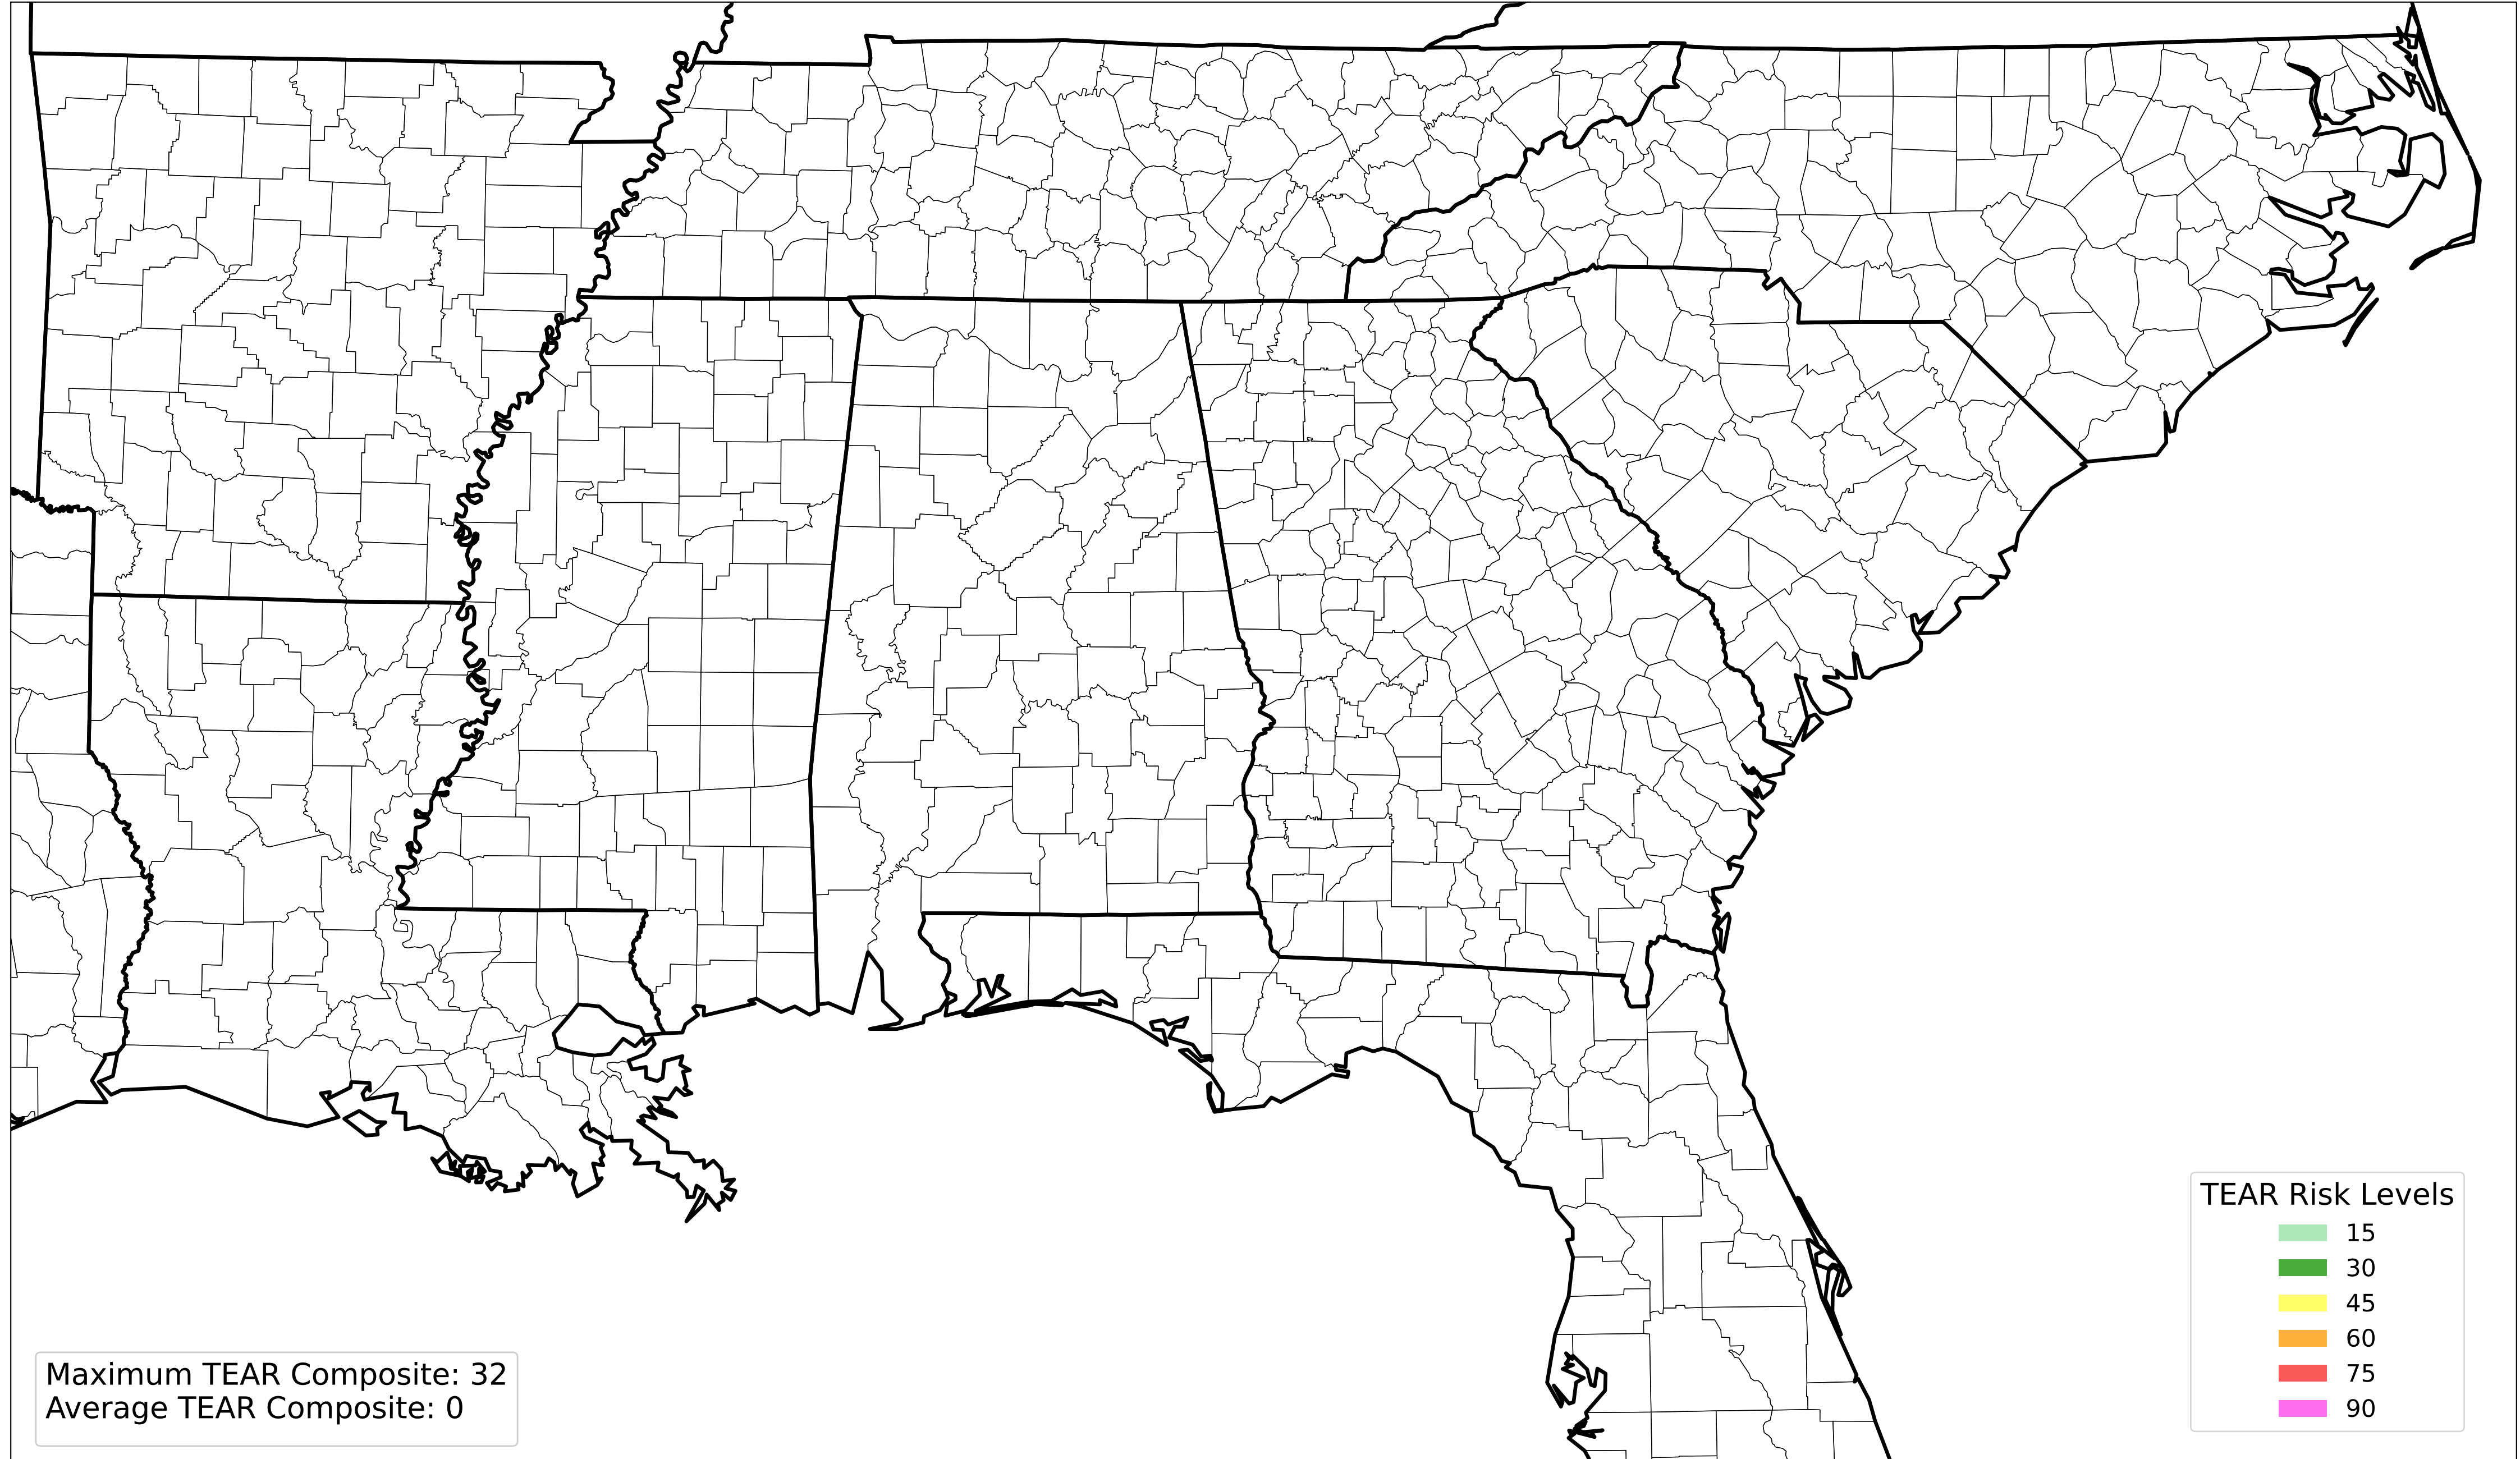 TEAR Risk Levels
15
30
45
60
75
90
Maximum TEAR Composite: 32
Average TEAR Composite: 0